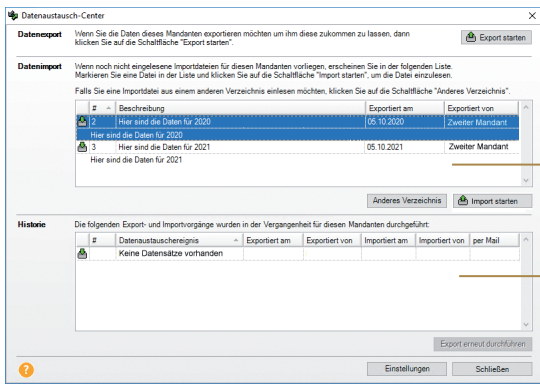 Datenaustausch-Center
Datenexport Wenn Sie die Daten dieses Mandanten exportieren möchten um ihm diese zukommen zu lassen, dann
klicken Sie auf die Schaltfläche "Export starten".
Export starten
Datenimport Wenn noch nicht eingelesene Importdateien für diesen Mandanten vorliegen, erscheinen Sie in der folgenden Liste.
Markieren Sie eine Datei in der Liste und klicken Sie auf die Schaltfläche "Import starten", um die Datei einzulesen.
Falls Sie eine Importdatei aus einem anderen Verzeichnis einlesen möchten, klicken Sie auf die Schaltfläche "Anderes Verzeichnis".
# Beschreibung Exportiert am Exportiert von
2 Hier sind die Daten für 2020 05.10.2020 Zweiter Mandant
Hier sind die Daten für 2020
3 Hier sind die Daten für 2021 05.10.2021 Zweiter Mandant
Hier sind die Daten für 2021
Anderes Verzeichnis Import starten
Historie Die folgenden Export- und Importvorgänge wurden in der Vergangenheit für diesen Mandanten durchgeführt:
# Datenaustauschereignis Exportiert am Exportiert von Importiert am Importiert von per Mail
Keine Datensätze vorhanden
Export erneut durchführen
? Einstellungen Schließen